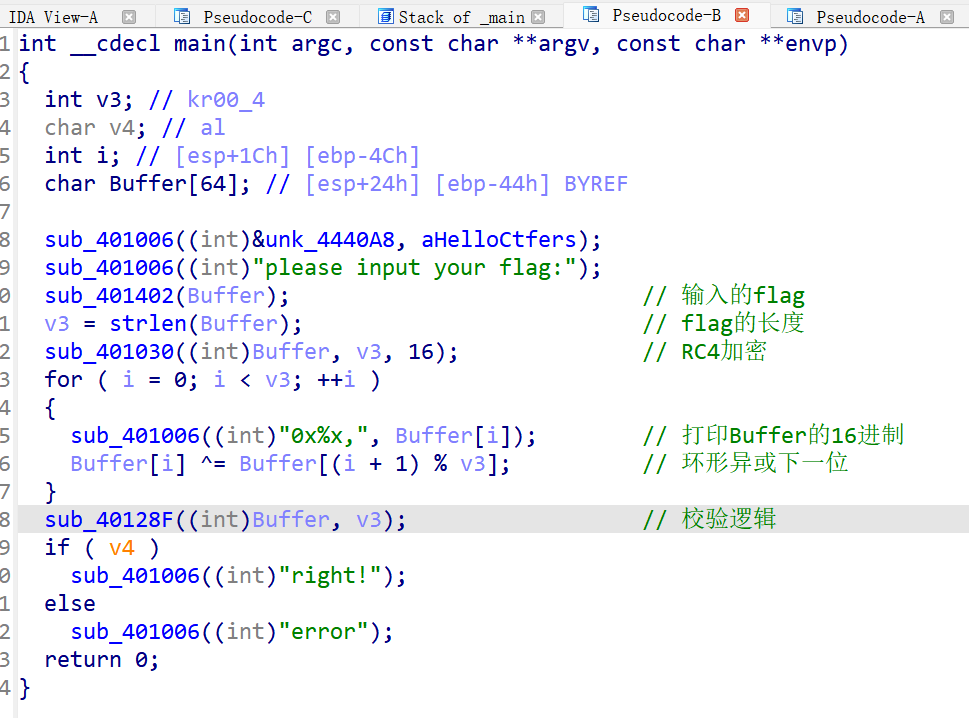 IDA View-A Pseudocode-C Stack of _main Pseudocode-B Pseudocode-A
1 int __cdecl main(int argc, const char **argv, const char **envp)
2 {
3   int v3; // kr00_4
4   char v4; // al
5   int i; // [esp+1Ch] [ebp-4Ch]
6   char Buffer[64]; // [esp+24h] [ebp-44h] BYREF
7
8   sub_401006((int)&unk_4440A8, aHelloCtfers);
9   sub_401006((int)"please input your flag:");
0   sub_401402(Buffer); // 输入的flag
1   v3 = strlen(Buffer); // flag的长度
2   sub_401030((int)Buffer, v3, 16); // RC4加密
3   for ( i = 0; i < v3; ++i )
4   {
5     sub_401006((int)"0x%x,", Buffer[i]); // 打印Buffer的16进制
6     Buffer[i] ^= Buffer[(i + 1) % v3]; // 环形异或下一位
7   }
8   sub_40128F((int)Buffer, v3); // 校验逻辑
9   if ( v4 )
0     sub_401006((int)"right!");
1   else
2     sub_401006((int)"error");
3   return 0;
4 }